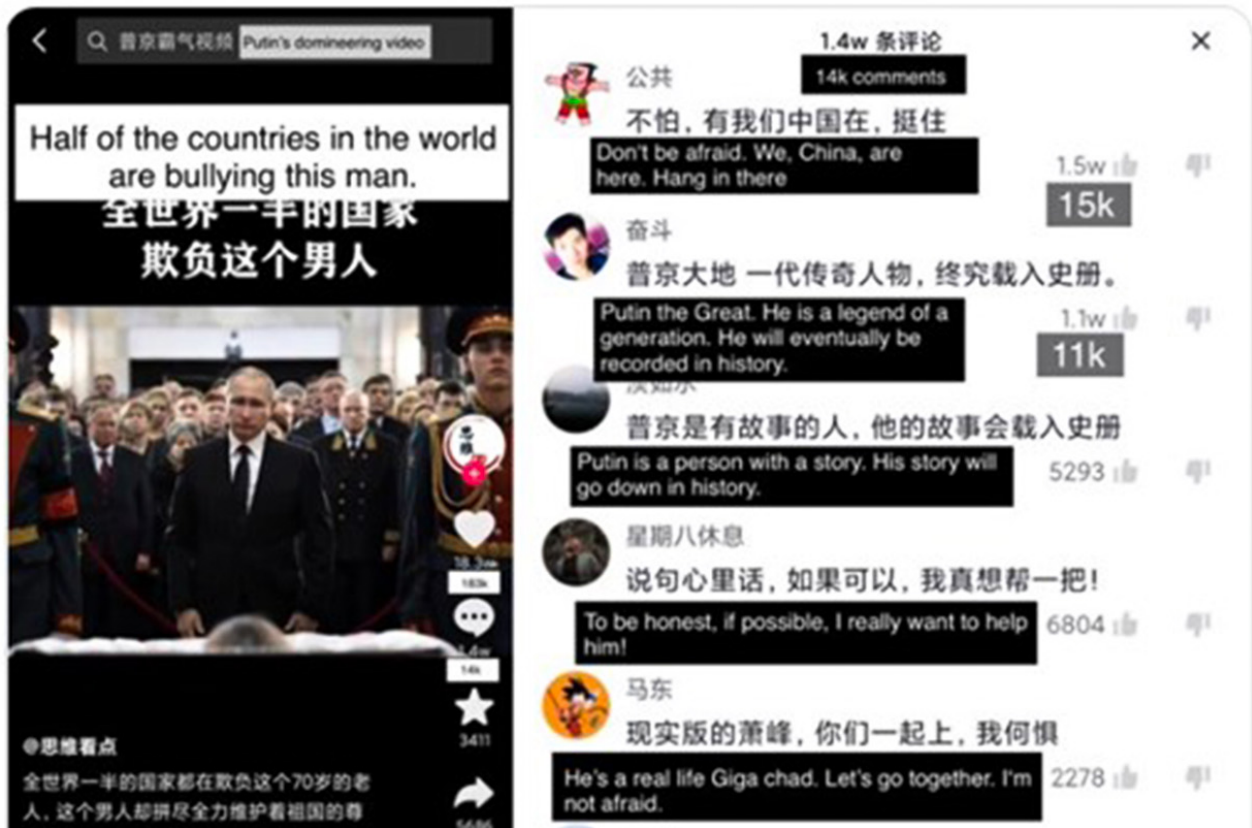 普京霸气视频 Putin's domineering video
Half of the countries in the world
are bullying this man.
全世界一半的国家
欺负这个男人
思维
18.3w
183k
1.4w
14k
3411
5686
@思维看点
全世界一半的国家都在欺负这个70岁的老
人，这个男人却拼尽全力维护着祖国的尊
1.4w 条评论
14k comments
公共
不怕，有我们中国在，挺住
Don't be afraid. We, China, are
here. Hang in there
1.5w
15k
奋斗
普京大地 一代传奇人物，终究载入史册。
Putin the Great. He is a legend of a
generation. He will eventually be
recorded in history.
1.1w
11k
普京是有故事的人，他的故事会载入史册
Putin is a person with a story. His story will
go down in history.
5293
星期八休息
说句心里话，如果可以，我真想帮一把！
To be honest, if possible, I really want to help
him!
6804
马东
现实版的萧峰，你们一起上，我何惧
He's a real life Giga chad. Let's go together. I'm
not afraid.
2278